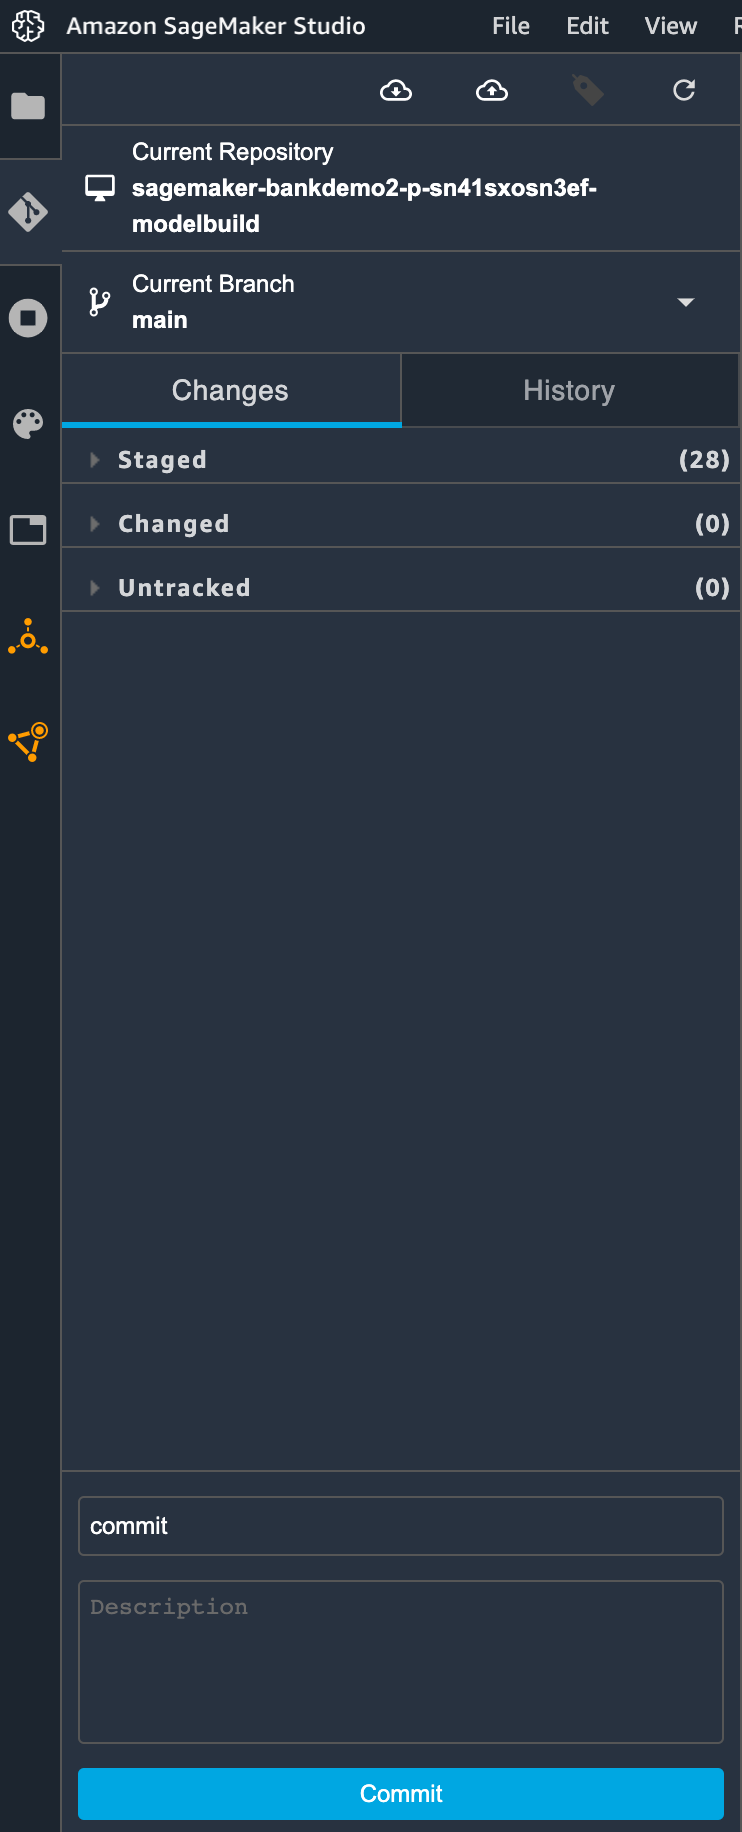 Amazon SageMaker Studio File Edit View
Current Repository
sagemaker-bankdemo2-p-sn41sxosn3ef-
modelbuild
Current Branch
main
Changes History
Staged (28)
Changed (0)
Untracked (0)
commit
Description
Commit